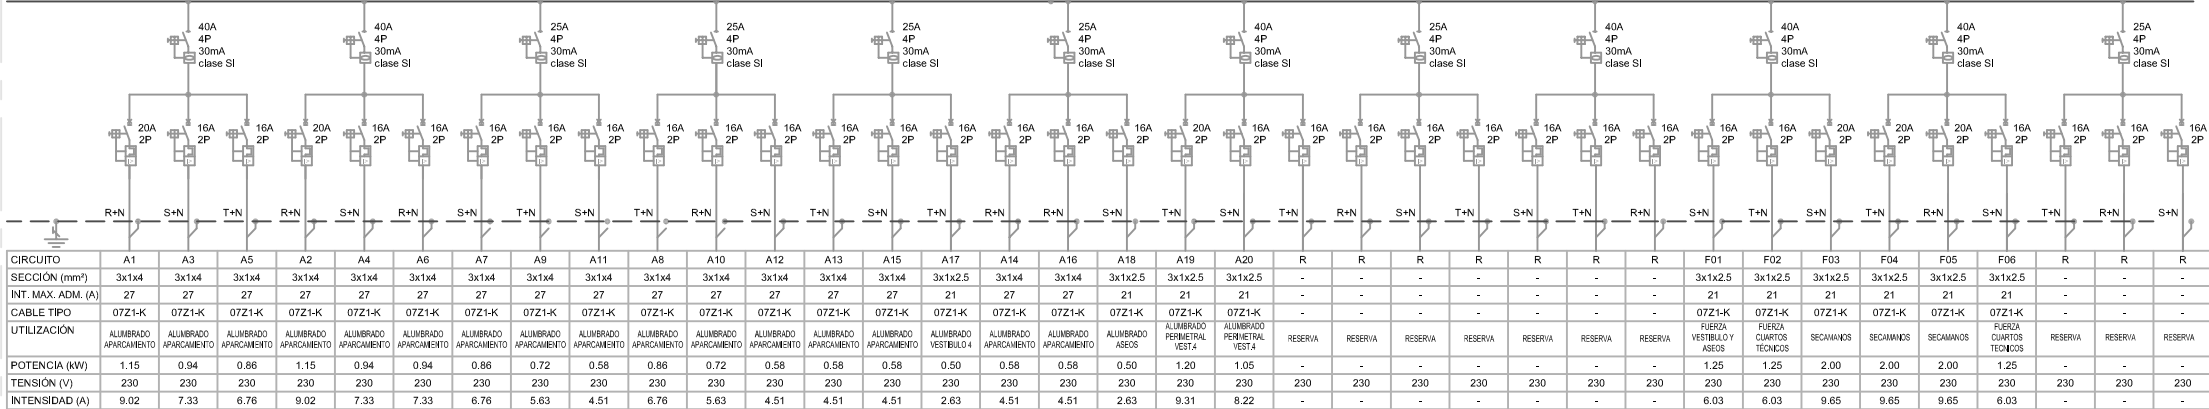 40A 40A 25A 25A 25A 25A 40A 25A 40A 40A 40A 25A
4P 4P 4P 4P 4P 4P 4P 4P 4P 4P 4P 4P
30mA 30mA 30mA 30mA 30mA 30mA 30mA 30mA 30mA 30mA 30mA 30mA
clase SI clase SI clase SI clase SI clase SI clase SI clase SI clase SI clase SI clase SI clase SI clase SI
20A 16A 16A 20A 16A 16A 16A 16A 16A 16A 16A 16A 16A 16A 16A 16A 16A 16A 20A 20A 16A 16A 16A 16A 16A 16A 16A 16A 16A 20A 20A 20A 16A 16A 16A 16A
2P 2P 2P 2P 2P 2P 2P 2P 2P 2P 2P 2P 2P 2P 2P 2P 2P 2P 2P 2P 2P 2P 2P 2P 2P 2P 2P 2P 2P 2P 2P 2P 2P 2P 2P 2P
R+N S+N T+N R+N S+N R+N S+N T+N S+N T+N R+N S+N T+N S+N T+N R+N R+N S+N T+N R+N S+N R+N S+N T+N S+N T+N R+N S+N T+N R+N S+N R+N S+N T+N R+N S+N
CIRCUITO A1 A3 A5 A2 A4 A6 A7 A9 A11 A8 A10 A12 A13 A15 A17 A14 A16 A18 A19 A20 R R R R R R R F01 F02 F03 F04 F05 F06 R R R
SECCIÓN (mm²) 3x1x4 3x1x4 3x1x4 3x1x4 3x1x4 3x1x4 3x1x4 3x1x4 3x1x4 3x1x4 3x1x4 3x1x4 3x1x4 3x1x4 3x1x2.5 3x1x4 3x1x4 3x1x2.5 3x1x2.5 3x1x2.5 - - - - - - - 3x1x2.5 3x1x2.5 3x1x2.5 3x1x2.5 3x1x2.5 3x1x2.5 - - -
INT. MAX. ADM. (A) 27 27 27 27 27 27 27 27 27 27 27 27 27 27 21 27 27 21 21 21 - - - - - - - 21 21 21 21 21 21 - - -
CABLE TIPO 07Z1-K 07Z1-K 07Z1-K 07Z1-K 07Z1-K 07Z1-K 07Z1-K 07Z1-K 07Z1-K 07Z1-K 07Z1-K 07Z1-K 07Z1-K 07Z1-K 07Z1-K 07Z1-K 07Z1-K 07Z1-K 07Z1-K 07Z1-K - - - - - - - 07Z1-K 07Z1-K 07Z1-K 07Z1-K 07Z1-K 07Z1-K - - -
UTILIZACIÓN
ALUMBRADO APARCAMIENTO
ALUMBRADO APARCAMIENTO
ALUMBRADO APARCAMIENTO
ALUMBRADO APARCAMIENTO
ALUMBRADO APARCAMIENTO
ALUMBRADO APARCAMIENTO
ALUMBRADO APARCAMIENTO
ALUMBRADO APARCAMIENTO
ALUMBRADO APARCAMIENTO
ALUMBRADO APARCAMIENTO
ALUMBRADO APARCAMIENTO
ALUMBRADO APARCAMIENTO
ALUMBRADO APARCAMIENTO
ALUMBRADO APARCAMIENTO
ALUMBRADO VESTIBULO 4
ALUMBRADO APARCAMIENTO
ALUMBRADO APARCAMIENTO
ALUMBRADO ASEOS
ALUMBRADO PERIMETRAL VEST.4
ALUMBRADO PERIMETRAL VEST.4
RESERVA
RESERVA
RESERVA
RESERVA
RESERVA
RESERVA
RESERVA
FUERZA VESTIBULO Y ASEOS
FUERZA CUARTOS TÉCNICOS
SECAMANOS
SECAMANOS
SECAMANOS
FUERZA CUARTOS TECNICOS
RESERVA
RESERVA
RESERVA
POTENCIA (kW) 1.15 0.94 0.86 1.15 0.94 0.94 0.86 0.72 0.58 0.86 0.72 0.58 0.58 0.58 0.50 0.58 0.58 0.50 1.20 1.05 - - - - - - - 1.25 1.25 2.00 2.00 2.00 1.25 - - -
TENSIÓN (V) 230 230 230 230 230 230 230 230 230 230 230 230 230 230 230 230 230 230 230 230 230 230 230 230 230 230 230 230 230 230 230 230 230 230 230 230
INTENSIDAD (A) 9.02 7.33 6.76 9.02 7.33 7.33 6.76 5.63 4.51 6.76 5.63 4.51 4.51 4.51 2.63 4.51 4.51 2.63 9.31 8.22 - - - - - - - 6.03 6.03 9.65 9.65 9.65 6.03 - - -